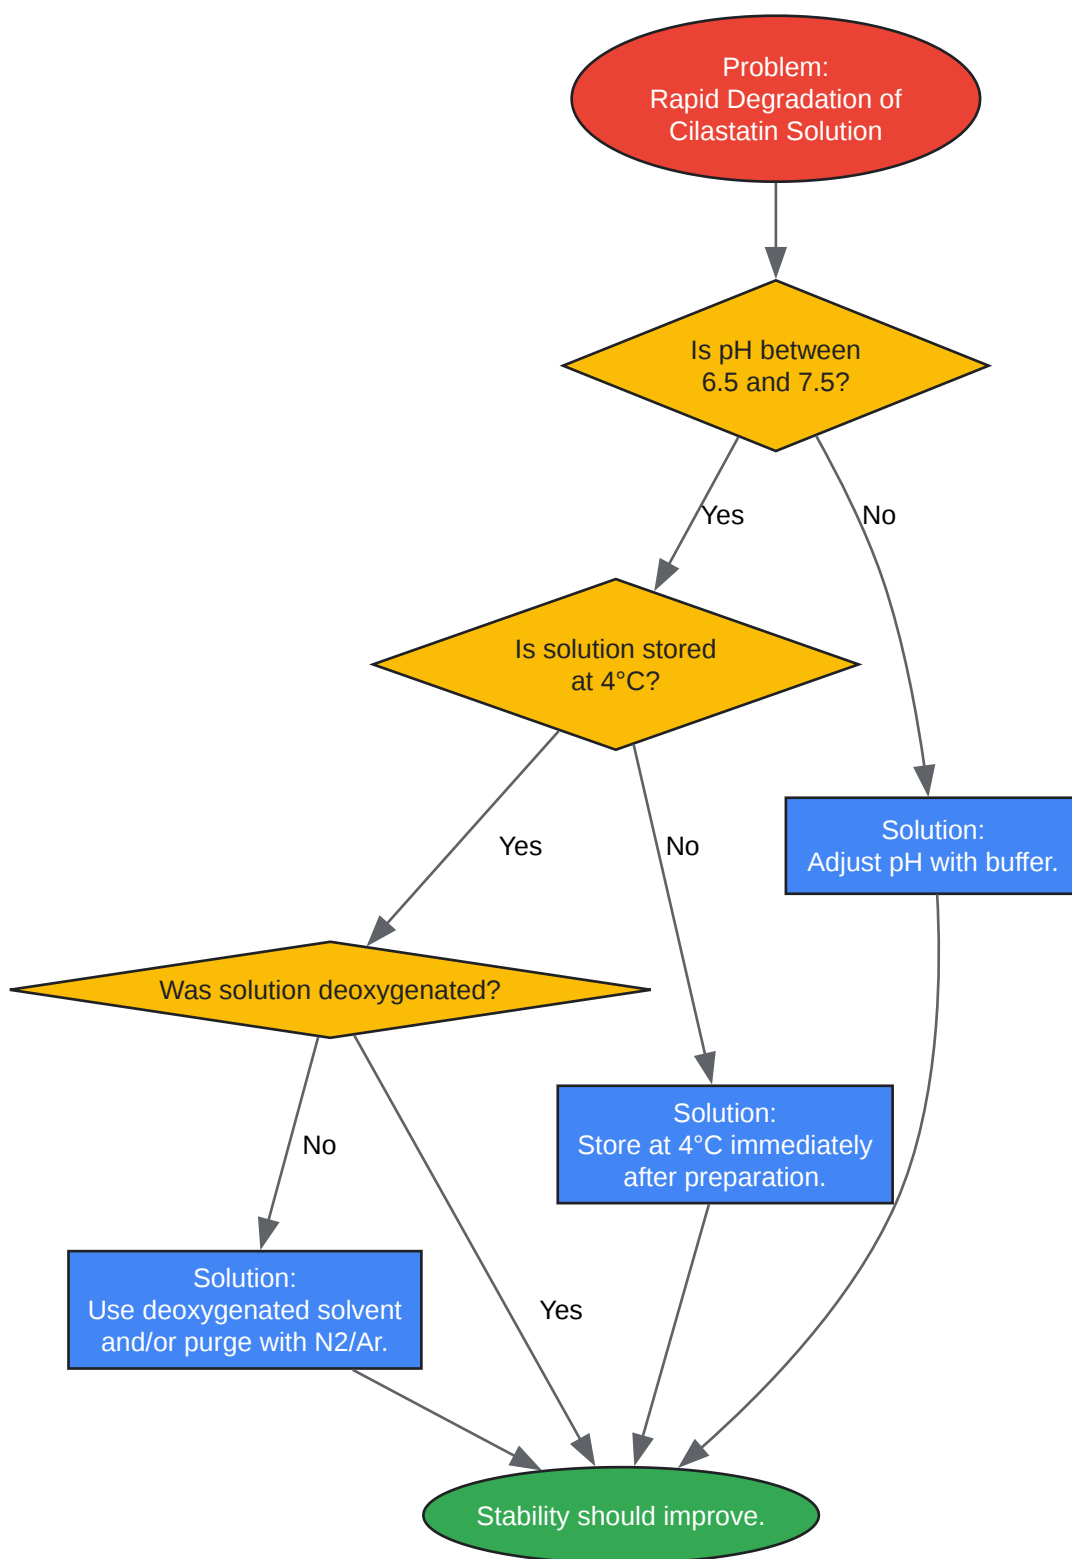 Problem:
Rapid Degradation of
Cilastatin Solution
Is pH between
6.5 and 7.5?
Yes
No
Is solution stored
at 4°C?
Yes
No
Solution:
Adjust pH with buffer.
Was solution deoxygenated?
No
Yes
Solution:
Store at 4°C immediately
after preparation.
Solution:
Use deoxygenated solvent
and/or purge with N2/Ar.
Stability should improve.